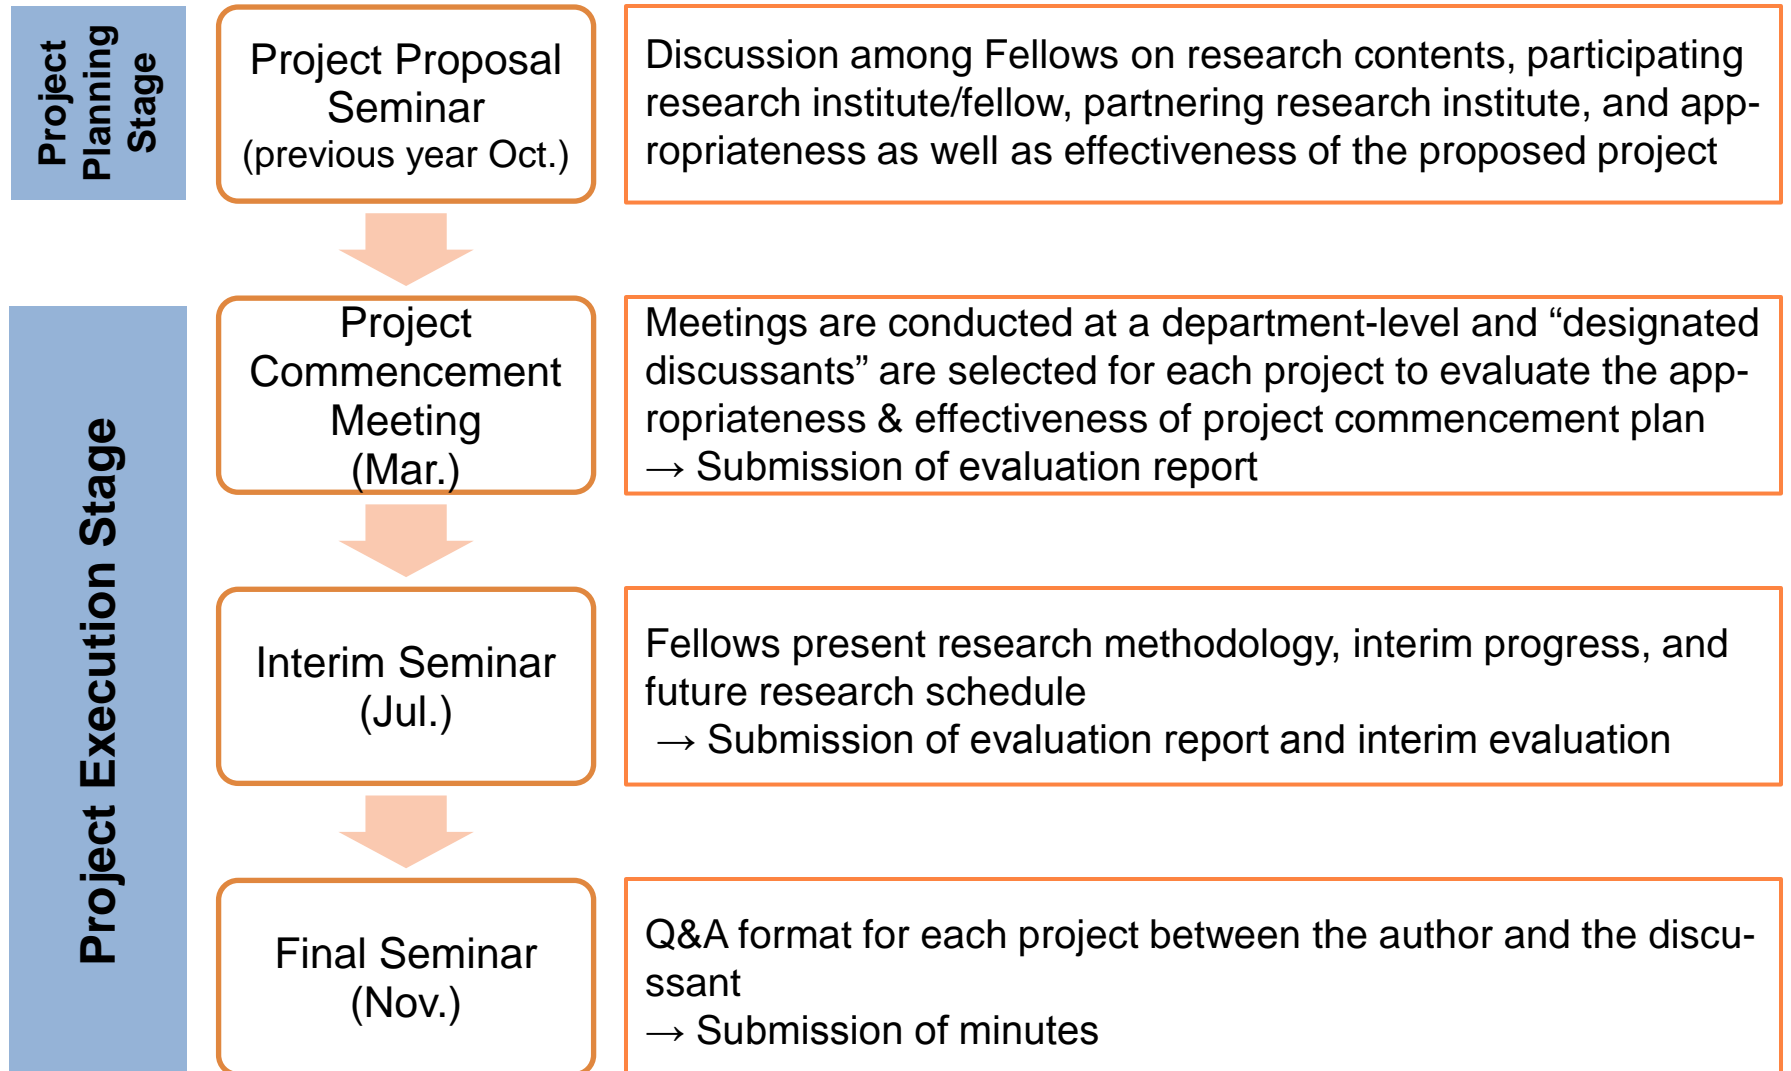 Project
Planning
Stage
Project Proposal
Seminar
(previous year Oct.)
Discussion among Fellows on research contents, participating
research institute/fellow, partnering research institute, and app-
ropriateness as well as effectiveness of the proposed project
Project Execution Stage
Project
Commencement
Meeting
(Mar.)
Meetings are conducted at a department-level and “designated
discussants” are selected for each project to evaluate the app-
ropriateness & effectiveness of project commencement plan
→ Submission of evaluation report
Interim Seminar
(Jul.)
Fellows present research methodology, interim progress, and
future research schedule
→ Submission of evaluation report and interim evaluation
Final Seminar
(Nov.)
Q&A format for each project between the author and the discu-
ssant
→ Submission of minutes